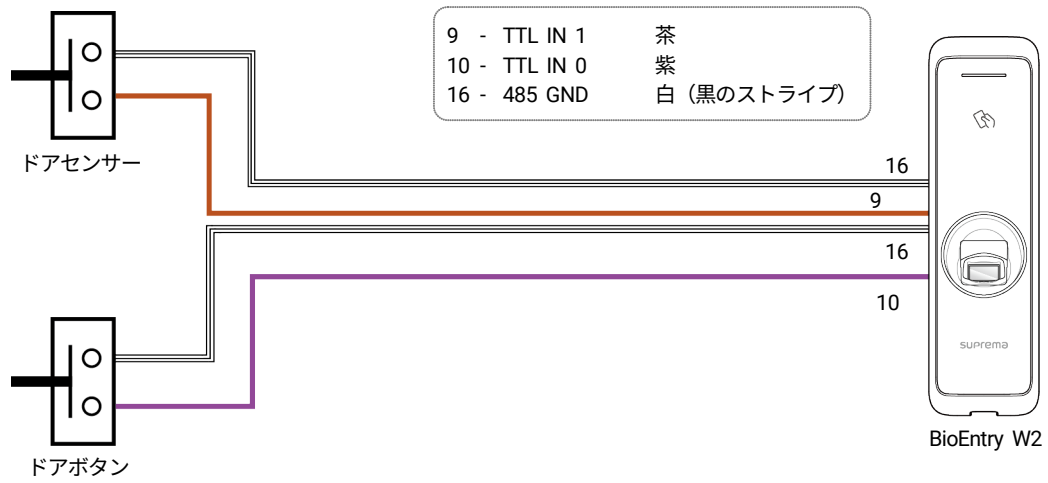 9 - TTL IN 1 茶
10 - TTL IN 0 紫
16 - 485 GND 白（黒のストライプ）
ドアセンサー
16
9
16
10
suprema
BioEntry W2
ドアボタン